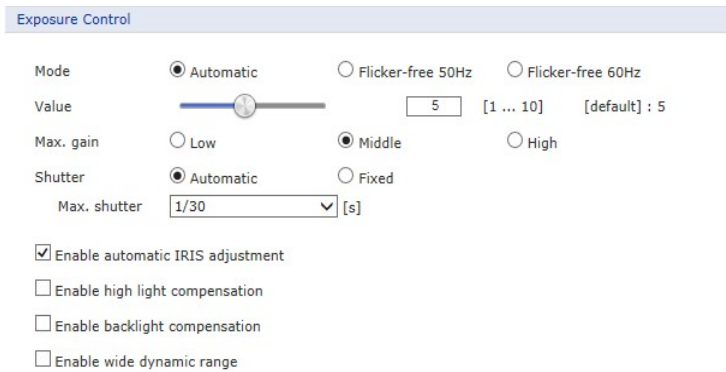 Exposure Control
Mode Automatic Flicker-free 50Hz Flicker-free 60Hz
Value 5 [1 ... 10] [default] : 5
Max. gain Low Middle High
Shutter Automatic Fixed
Max. shutter 1/30 [s]
Enable automatic IRIS adjustment
Enable high light compensation
Enable backlight compensation
Enable wide dynamic range